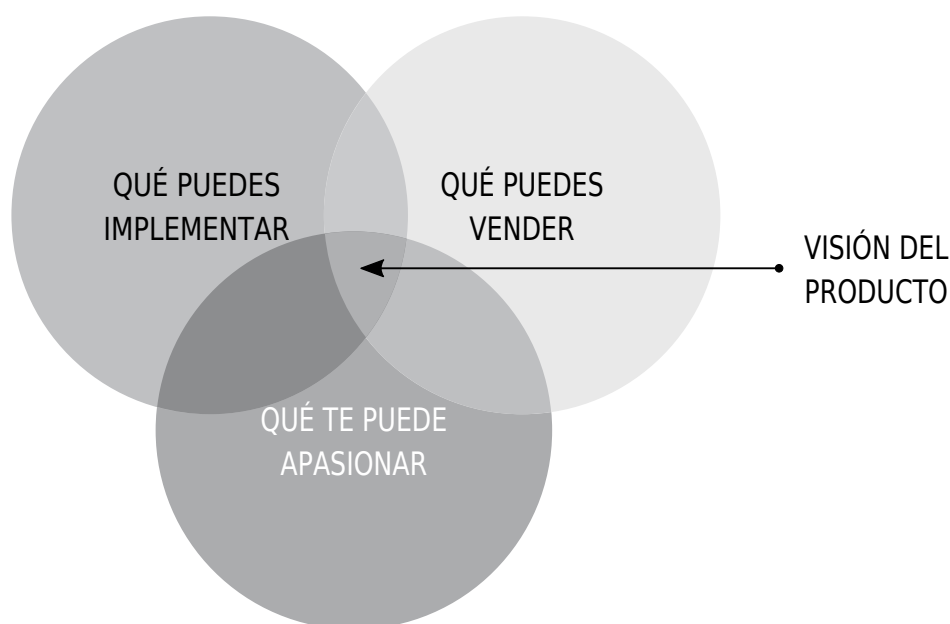 QUÉ PUEDES
IMPLEMENTAR
QUÉ PUEDES
VENDER
VISIÓN DEL
PRODUCTO
QUÉ TE PUEDE
APASIONAR